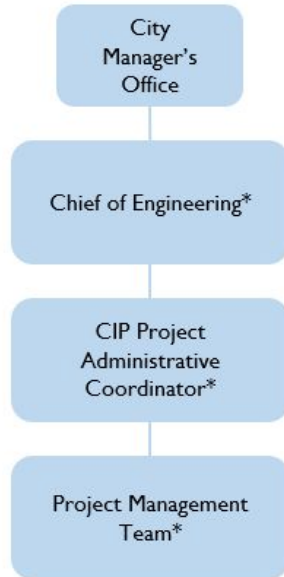 City
Manager's
Office
Chief of Engineering*
CIP Project
Administrative
Coordinator*
Project Management
Team*